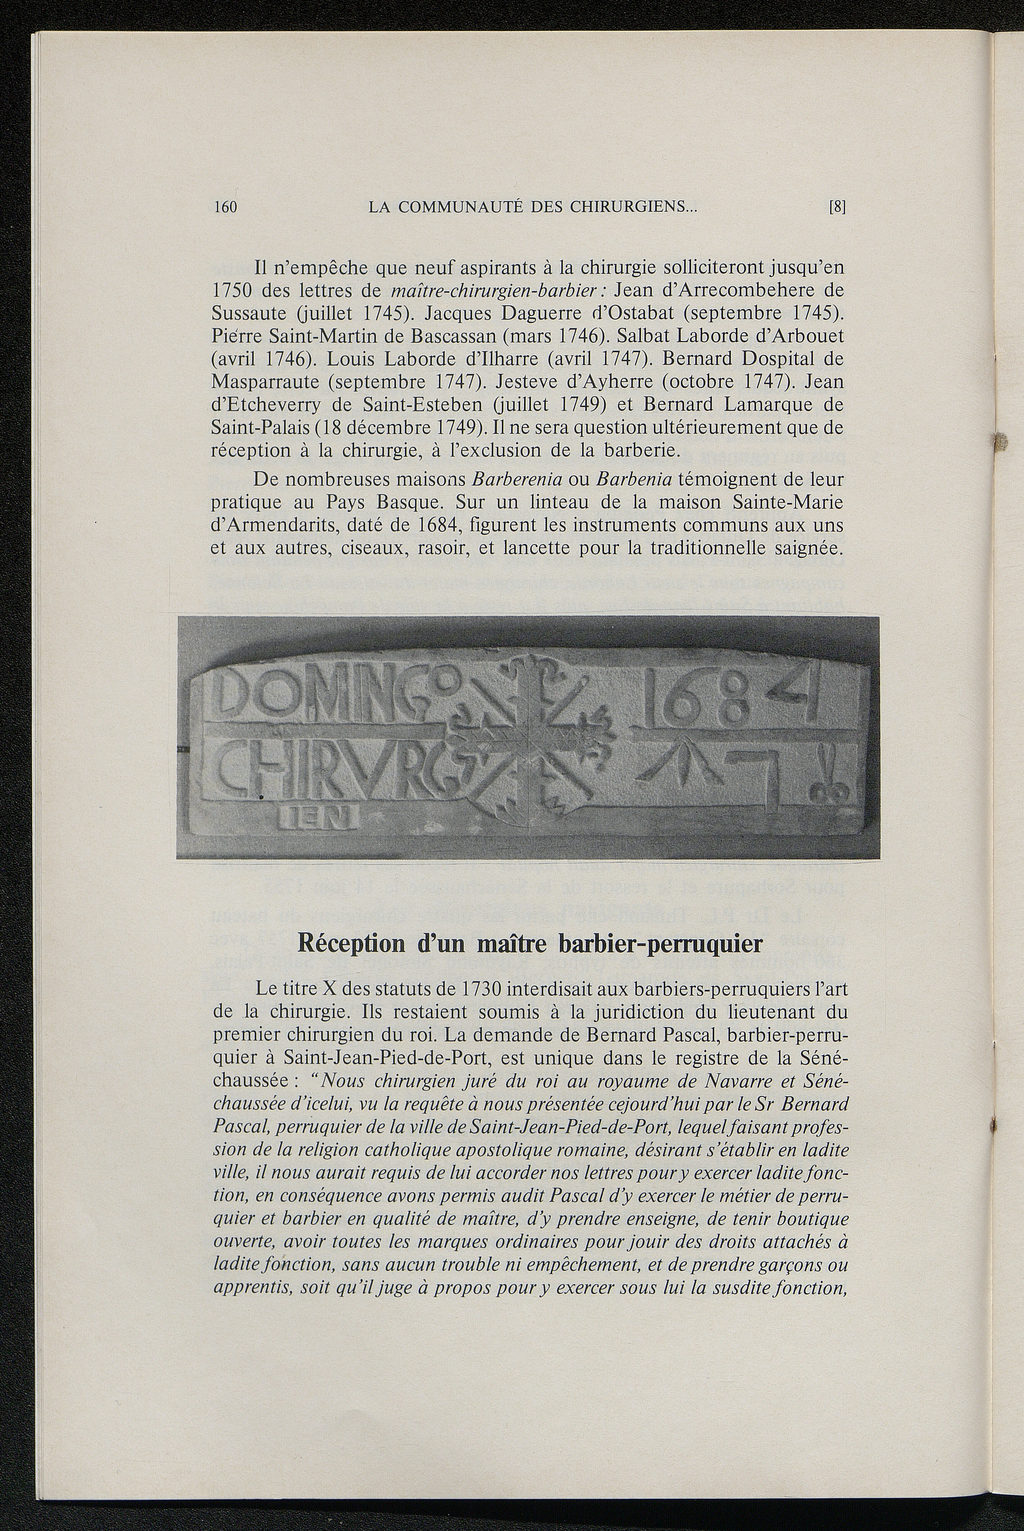 160 LA COMMUNAUTÉ DES CHIRURGIENS... [8]
Il n'empêche que neuf aspirants à la chirurgie solliciteront jusqu'en
1750 des lettres de maître-chirurgien-barbier : Jean d'Arrecombehere de
Sussaute (juillet 1745). Jacques Daguerre d'Ostabat (septembre 1745).
Pierre Saint-Martin de Bascassan (mars 1746). Salbat Laborde d'Arbouet
(avril 1746). Louis Laborde d'Ilharre (avril 1747). Bernard Dospital de
Masparraute (septembre 1747). Jesteve d'Ayherre (octobre 1747). Jean
d'Etcheverry de Saint-Esteben (juillet 1749) et Bernard Lamarque de
Saint-Palais (18 décembre 1749). Il ne sera question ultérieurement que de
réception à la chirurgie, à l'exclusion de la barberie.
De nombreuses maisons Barberenia ou Barbenia témoignent de leur
pratique au Pays Basque. Sur un linteau de la maison Sainte-Marie
d'Armendarits, daté de 1684, figurent les instruments communs aux uns
et aux autres, ciseaux, rasoir, et lancette pour la traditionnelle saignée.
DOMINGO 1684
CHIRVRG
IEN
Réception d'un maître barbier-perruquier
Le titre X des statuts de 1730 interdisait aux barbiers-perruquiers l'art
de la chirurgie. Ils restaient soumis à la juridiction du lieutenant du
premier chirurgien du roi. La demande de Bernard Pascal, barbier-perru-
quier à Saint-Jean-Pied-de-Port, est unique dans le registre de la Séné-
chaussée : "Nous chirurgien juré du roi au royaume de Navarre et Séné-
chaussée d'icelui, vu la requête à nous présentée cejourd'hui par le Sr Bernard
Pascal, perruquier de la ville de Saint-Jean-Pied-de-Port, lequel faisant profes-
sion de la religion catholique apostolique romaine, désirant s'établir en ladite
ville, il nous aurait requis de lui accorder nos lettres pour y exercer ladite fonc-
tion, en conséquence avons permis audit Pascal d'y exercer le métier de perru-
quier et barbier en qualité de maître, d'y prendre enseigne, de tenir boutique
ouverte, avoir toutes les marques ordinaires pour jouir des droits attachés à
ladite fonction, sans aucun trouble ni empêchement, et de prendre garçons ou
apprentis, soit qu'il juge à propos pour y exercer sous lui la susdite fonction,